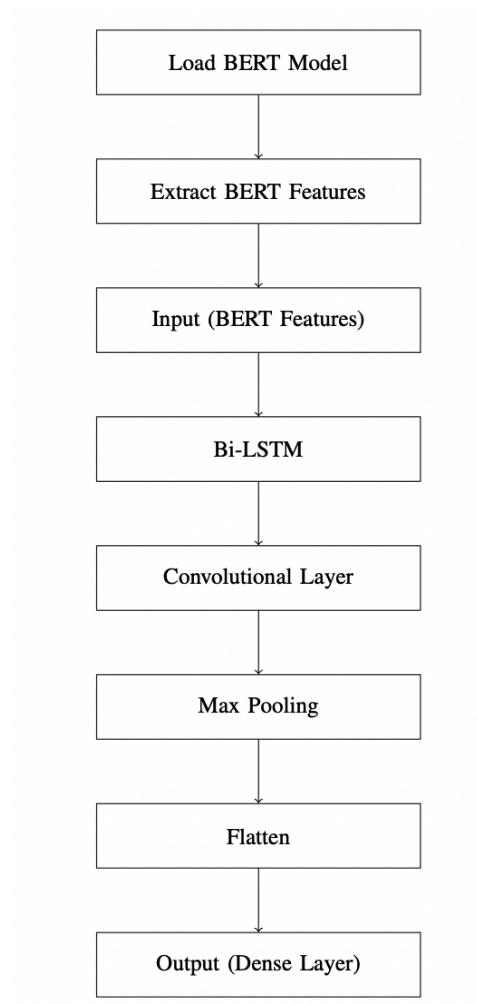 Load BERT Model
Extract BERT Features
Input (BERT Features)
Bi-LSTM
Convolutional Layer
Max Pooling
Flatten
Output (Dense Layer)